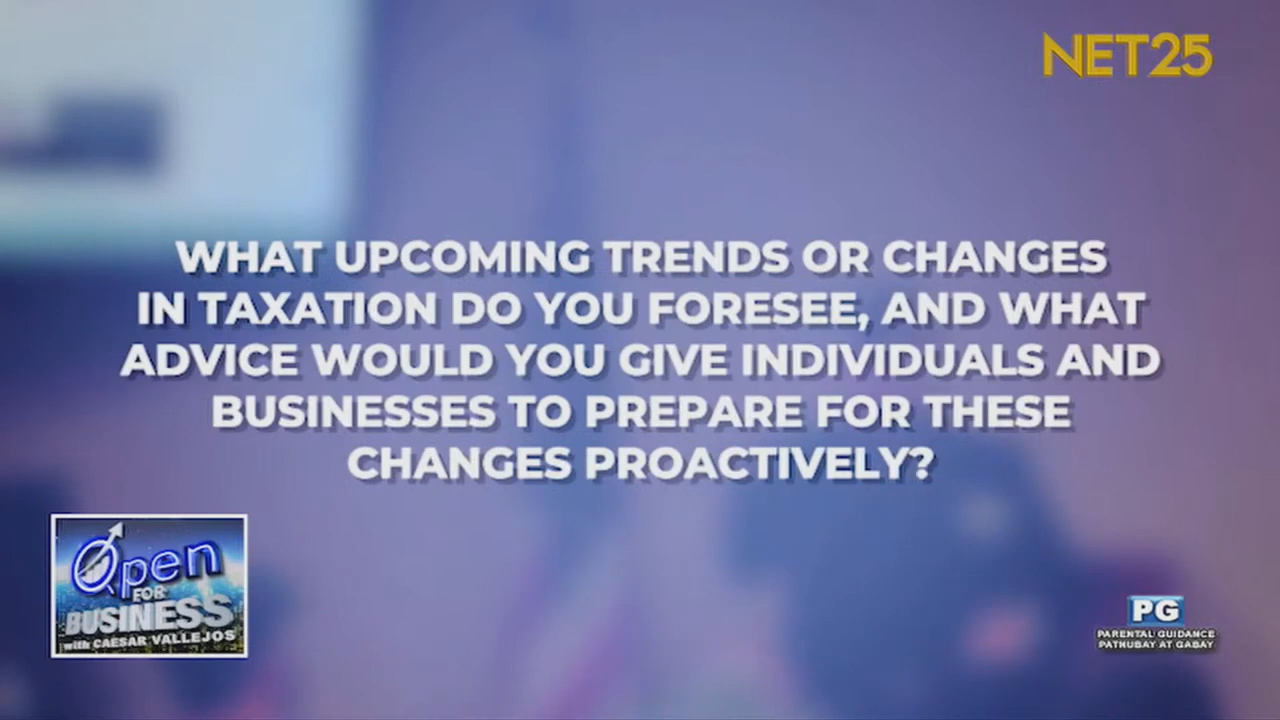 NET25
WHAT UPCOMING TRENDS OR CHANGES
IN TAXATION DO YOU FORESEE, AND WHAT
ADVICE WOULD YOU GIVE INDIVIDUALS AND
BUSINESSES TO PREPARE FOR THESE
CHANGES PROACTIVELY?
Open
FOR
BUSINESS
with CAESAR VALLEJOS
PG
PARENTAL GUIDANCE
PATNUBAY AT GABAY